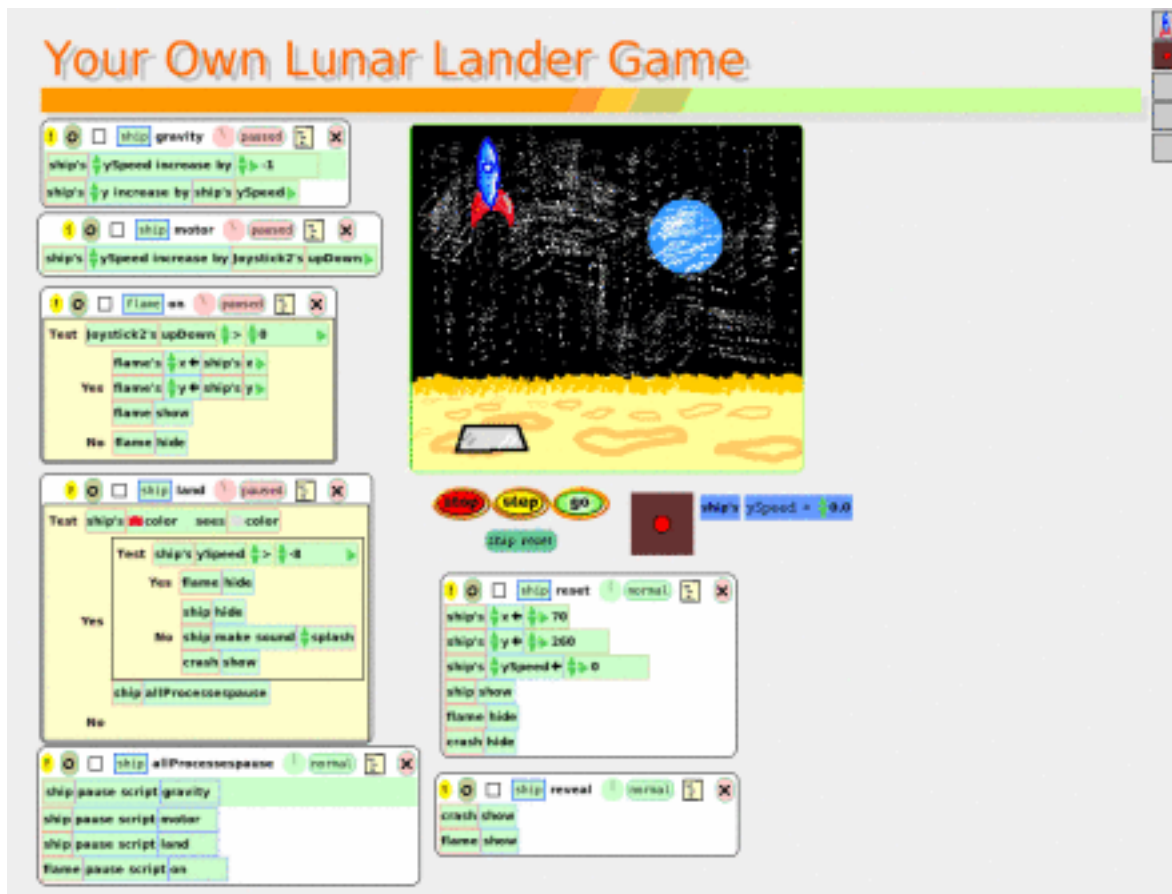 Your Own Lunar Lander Game
! ship gravity paused
ship's ySpeed increase by -1
ship's y increase by ship's ySpeed
! ship motor paused
ship's ySpeed increase by Joystick2's upDown
! flame on paused
Test Joystick2's upDown > 0
flame's x ← ship's x
Yes flame's y ← ship's y
flame show
No flame hide
! ship land paused
Test ship's color sees color
Test ship's ySpeed > -8
Yes flame hide
ship hide
Yes
No ship make sound splash
crash show
ship allProcessespause
No
! ship allProcessespause normal
ship pause script gravity
ship pause script motor
ship pause script land
flame pause script on
stop step go
ship reset
ship's ySpeed = 0.0
! ship reset normal
ship's x ← 70
ship's y ← 260
ship's ySpeed ← 0
ship show
flame hide
crash hide
! ship reveal normal
crash show
flame show